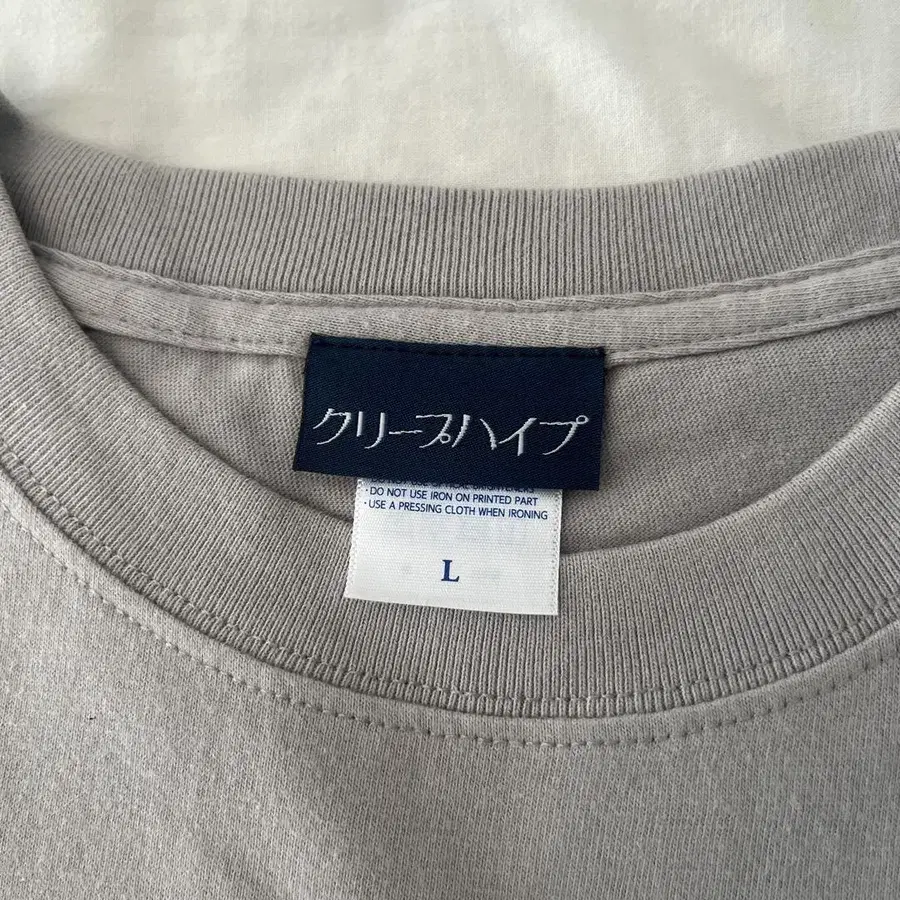 クリープハイプ
・DO NOT USE IRON ON PRINTED PART
・USE A PRESSING CLOTH WHEN IRONING
L